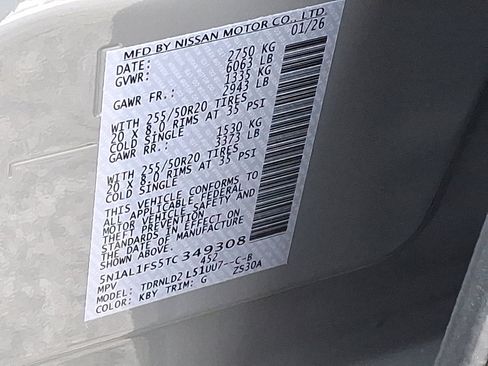 MFD BY NISSAN MOTOR CO., LTD.
DATE: 01/26
GVWR: 2750 KG
6063 LB
GAWR FR.: 1335 KG
2943 LB
WITH 255/50R20 TIRES
20 X 8.0 RIMS AT 35 PSI
COLD SINGLE
GAWR RR.: 1530 KG
3373 LB
WITH 255/50R20 TIRES
20 X 8.0 RIMS AT 35 PSI
COLD SINGLE
THIS VEHICLE CONFORMS TO
ALL APPLICABLE FEDERAL
MOTOR VEHICLE SAFETY AND
THEFT PREVENTION
STANDARDS IN EFFECT ON
THE DATE OF MANUFACTURE
SHOWN ABOVE.
5N1AL1FS5TC349308
MPV 452
MODEL: TDRNLD2 L51UU7--C-B
COLOR: KBY TRIM: G ZS30A